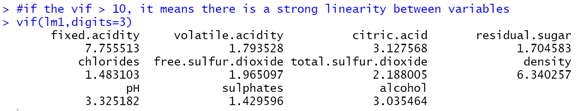 > #if the vif > 10, it means there is a strong linearity between variables
> vif(lm1,digits=3)
fixed.acidity volatile.acidity citric.acid residual.sugar
7.755513 1.793528 3.127568 1.704583
chlorides free.sulfur.dioxide total.sulfur.dioxide density
1.483103 1.965097 2.188005 6.340257
pH sulphates alcohol
3.325182 1.429596 3.035464